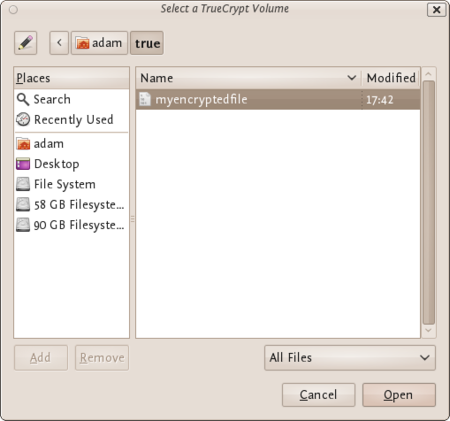 Select a TrueCrypt Volume
adam
true
Places
Name
Modified
Search
myencryptedfile
17:42
Recently Used
adam
Desktop
File System
58 GB Filesyste...
90 GB Filesyste...
Add
Remove
All Files
Cancel
Open